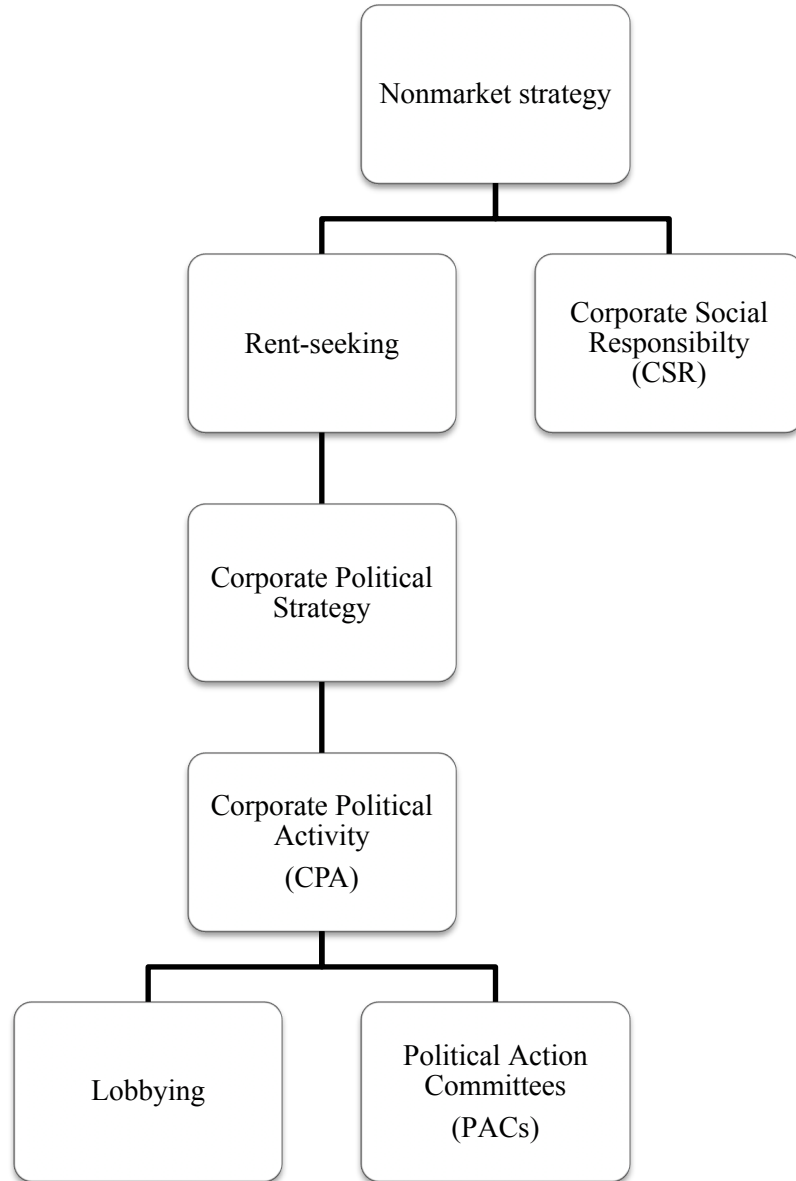 Nonmarket strategy
Rent-seeking
Corporate Social
Responsibilty
(CSR)
Corporate Political
Strategy
Corporate Political
Activity
(CPA)
Lobbying
Political Action
Committees
(PACs)